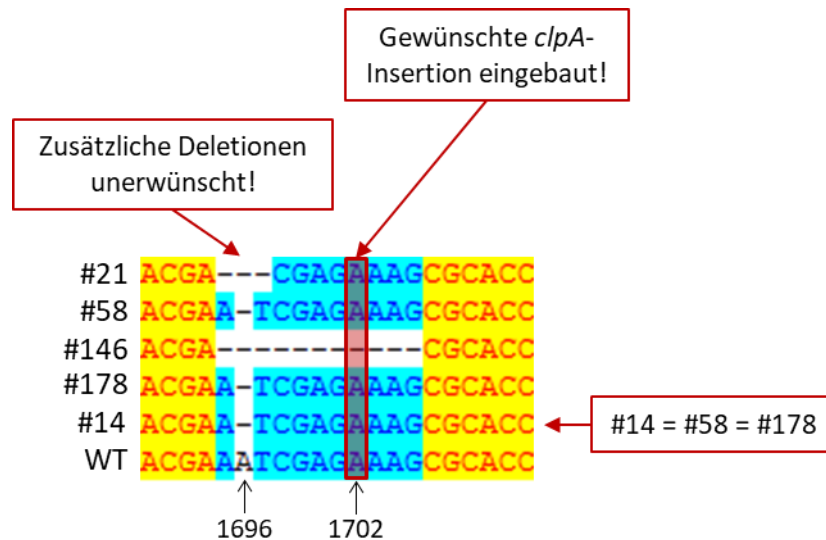 Gewünschte clpA-
Insertion eingebaut!
Zusätzliche Deletionen
unerwünscht!
#21 ACGA---CGAGAAAGCGCACC
#58 ACGAA-TCGAGAAAGCGCACC
#146 ACGA-----------CGCACC
#178 ACGAA-TCGAGAAAGCGCACC
#14 ACGAA-TCGAGAAAGCGCACC
#14 = #58 = #178
WT ACGAAATCGAGAAAGCGCACC
1696 1702